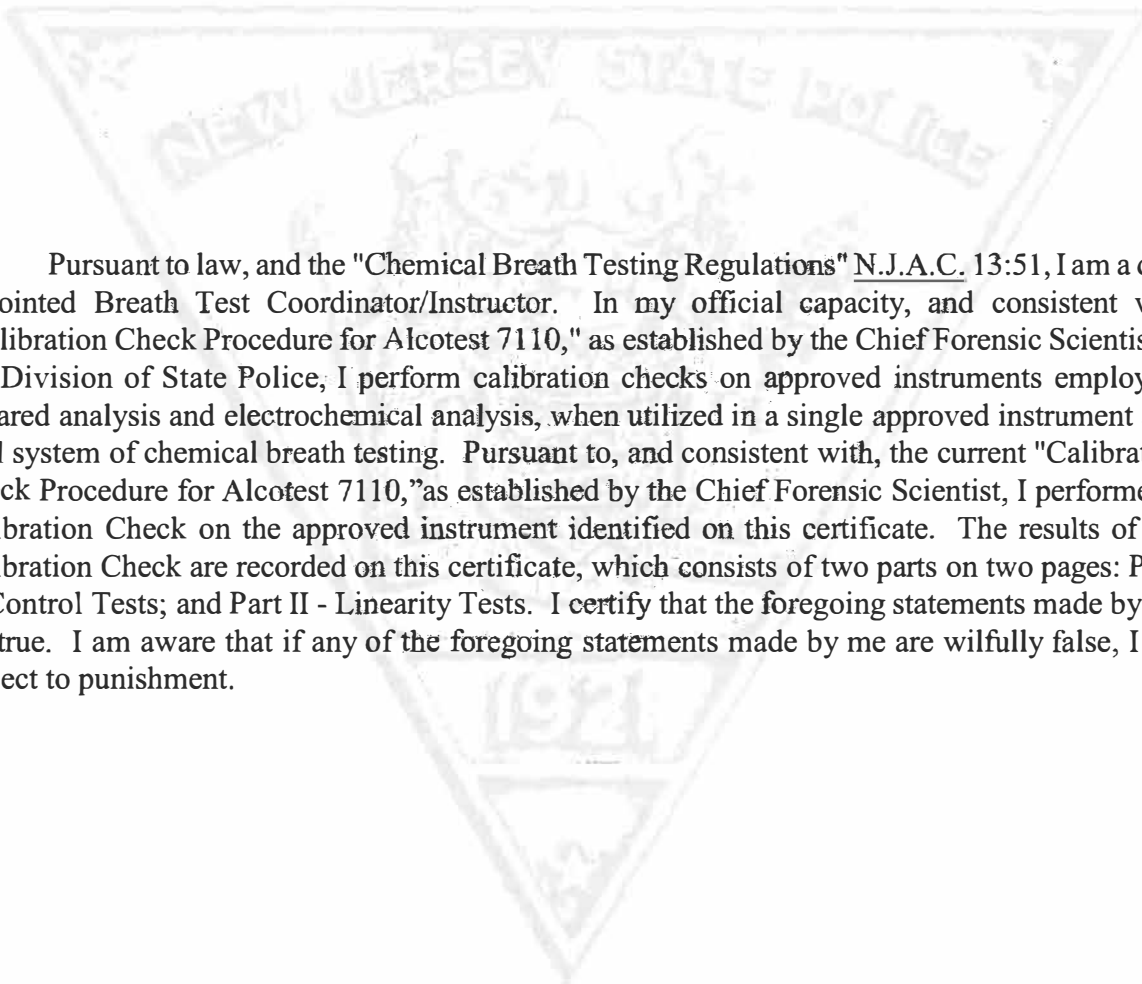 NEW JERSEY STATE POLICE
Pursuant to law, and the "Chemical Breath Testing Regulations" N.J.A.C. 13:51, I am a
ointed Breath Test Coordinator/Instructor. In my official capacity, and consistent
libration Check Procedure for Alcotest 7110," as established by the Chief Forensic Scientis
Division of State Police, I perform calibration checks on approved instruments employ
ared analysis and electrochemical analysis, when utilized in a single approved instrument
l system of chemical breath testing. Pursuant to, and consistent with, the current "Calibrat
ck Procedure for Alcotest 7110,"as established by the Chief Forensic Scientist, I performe
ibration Check on the approved instrument identified on this certificate. The results of
ibration Check are recorded on this certificate, which consists of two parts on two pages: P
Control Tests; and Part II - Linearity Tests. I certify that the foregoing statements made by
true. I am aware that if any of the foregoing statements made by me are wilfully false, I
ect to punishment.
1921